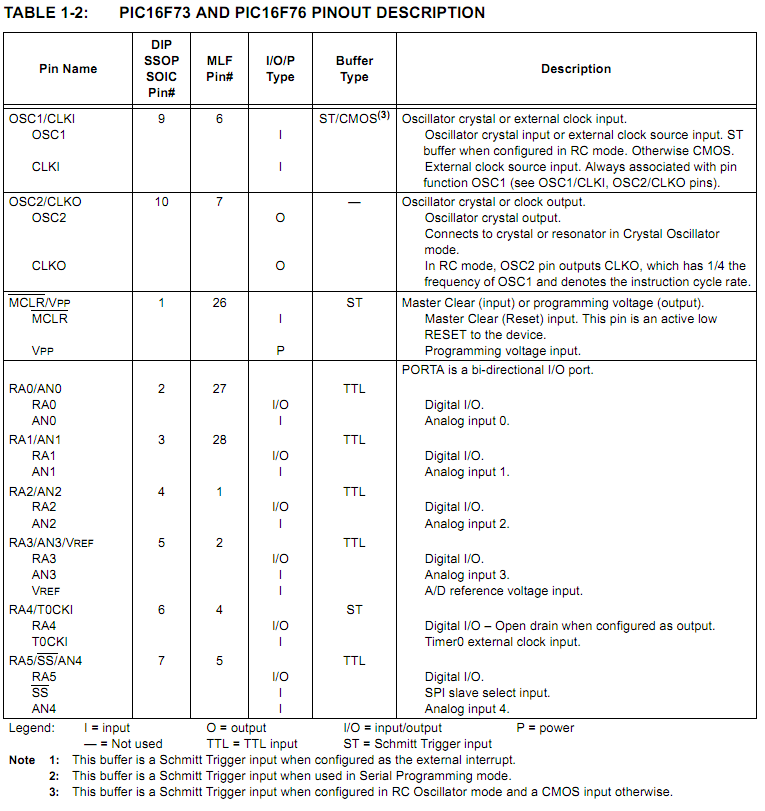 TABLE 1-2: PIC16F73 AND PIC16F76 PINOUT DESCRIPTION
Pin Name DIP SSOP SOIC Pin# MLF Pin# I/O/P Type Buffer Type Description
OSC1/CLKI 9 6 ST/CMOS(3) Oscillator crystal or external clock input.
OSC1 I Oscillator crystal input or external clock source input. ST
buffer when configured in RC mode. Otherwise CMOS.
CLKI I External clock source input. Always associated with pin
function OSC1 (see OSC1/CLKI, OSC2/CLKO pins).
OSC2/CLKO 10 7 — Oscillator crystal or clock output.
OSC2 O Oscillator crystal output.
Connects to crystal or resonator in Crystal Oscillator
mode.
CLKO O In RC mode, OSC2 pin outputs CLKO, which has 1/4 the
frequency of OSC1 and denotes the instruction cycle rate.
MCLR/VPP 1 26 ST Master Clear (input) or programming voltage (output).
MCLR I Master Clear (Reset) input. This pin is an active low
RESET to the device.
VPP P Programming voltage input.
PORTA is a bi-directional I/O port.
RA0/AN0 2 27 TTL
RA0 I/O Digital I/O.
AN0 I Analog input 0.
RA1/AN1 3 28 TTL
RA1 I/O Digital I/O.
AN1 I Analog input 1.
RA2/AN2 4 1 TTL
RA2 I/O Digital I/O.
AN2 I Analog input 2.
RA3/AN3/VREF 5 2 TTL
RA3 I/O Digital I/O.
AN3 I Analog input 3.
VREF I A/D reference voltage input.
RA4/T0CKI 6 4 ST
RA4 I/O Digital I/O – Open drain when configured as output.
T0CKI I Timer0 external clock input.
RA5/SS/AN4 7 5 TTL
RA5 I/O Digital I/O.
SS I SPI slave select input.
AN4 I Analog input 4.
Legend: I = input O = output I/O = input/output P = power
— = Not used TTL = TTL input ST = Schmitt Trigger input
Note 1: This buffer is a Schmitt Trigger input when configured as the external interrupt.
2: This buffer is a Schmitt Trigger input when used in Serial Programming mode.
3: This buffer is a Schmitt Trigger input when configured in RC Oscillator mode and a CMOS input otherwise.